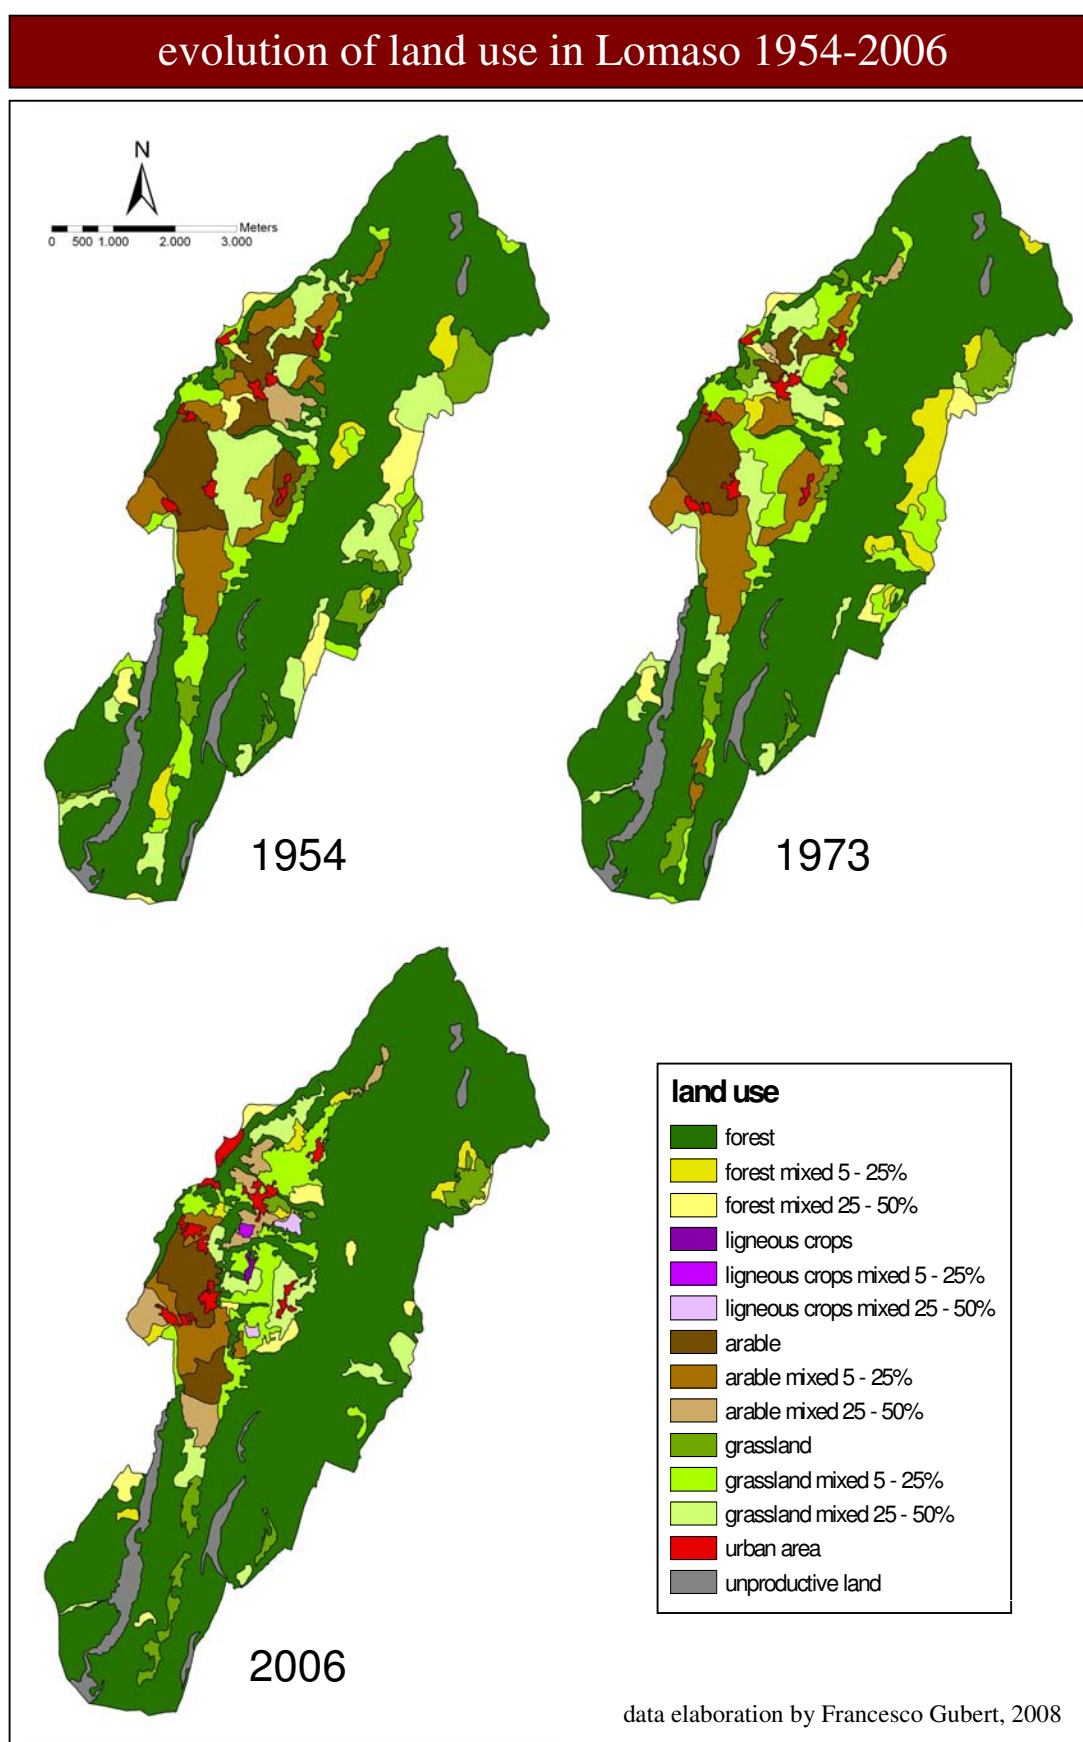 evolution of land use in Lomaso 1954-2006
N
Meters
0 500 1.000 2.000 3.000
1954
1973
2006
land use
forest
forest mixed 5 - 25%
forest mixed 25 - 50%
ligneous crops
ligneous crops mixed 5 - 25%
ligneous crops mixed 25 - 50%
arable
arable mixed 5 - 25%
arable mixed 25 - 50%
grassland
grassland mixed 5 - 25%
grassland mixed 25 - 50%
urban area
unproductive land
data elaboration by Francesco Gubert, 2008